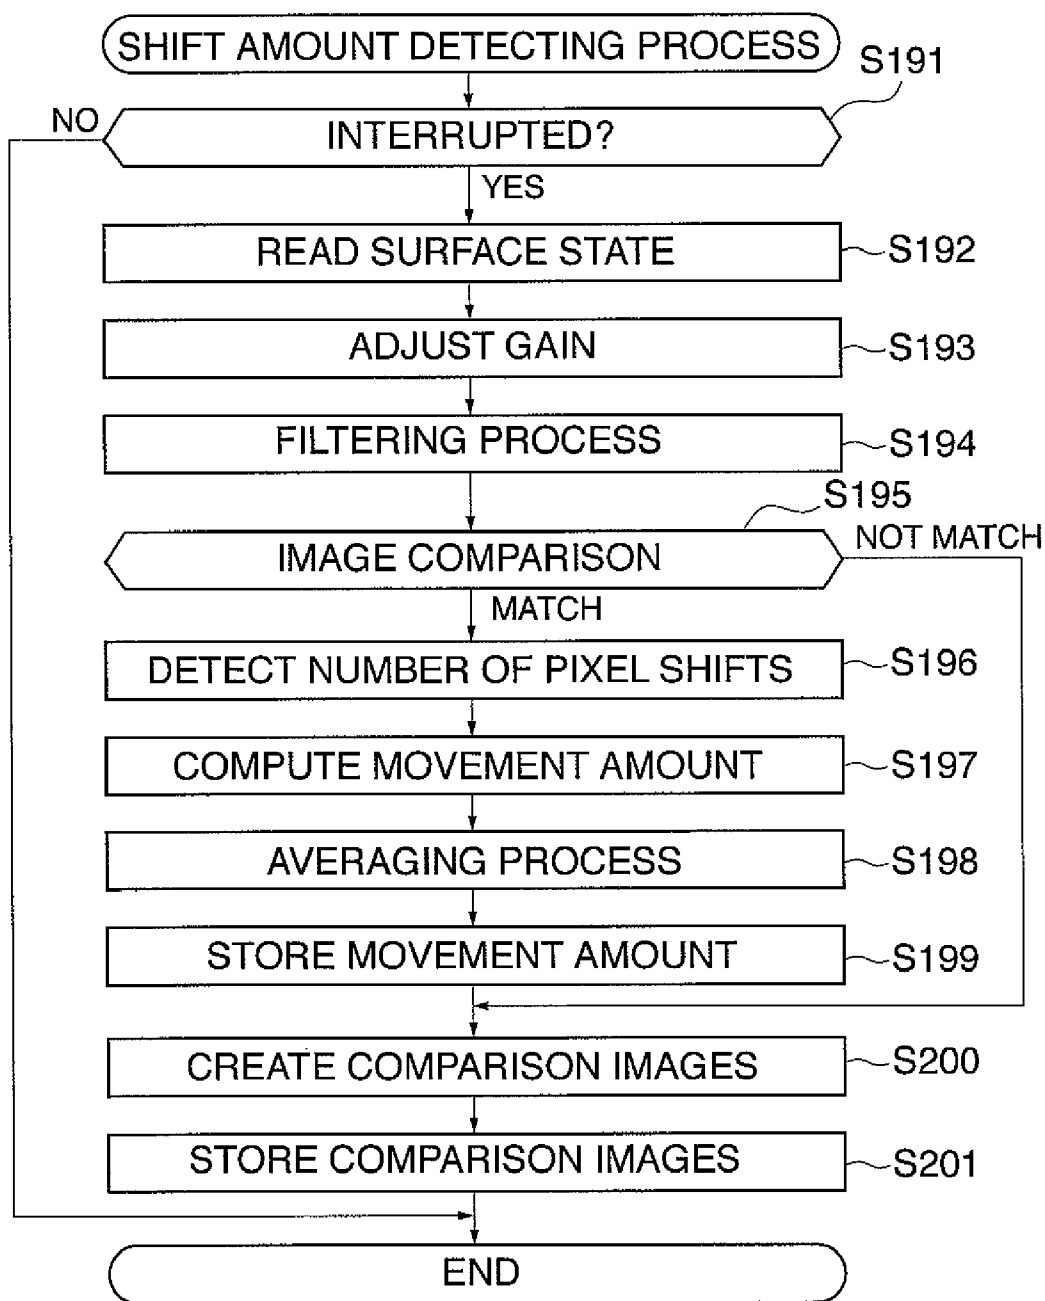 SHIFT AMOUNT DETECTING PROCESS
S191
NO
INTERRUPTED?
YES
READ SURFACE STATE
S192
ADJUST GAIN
S193
FILTERING PROCESS
S194
S195
IMAGE COMPARISON
NOT MATCH
MATCH
DETECT NUMBER OF PIXEL SHIFTS
S196
COMPUTE MOVEMENT AMOUNT
S197
AVERAGING PROCESS
S198
STORE MOVEMENT AMOUNT
S199
CREATE COMPARISON IMAGES
S200
STORE COMPARISON IMAGES
S201
END